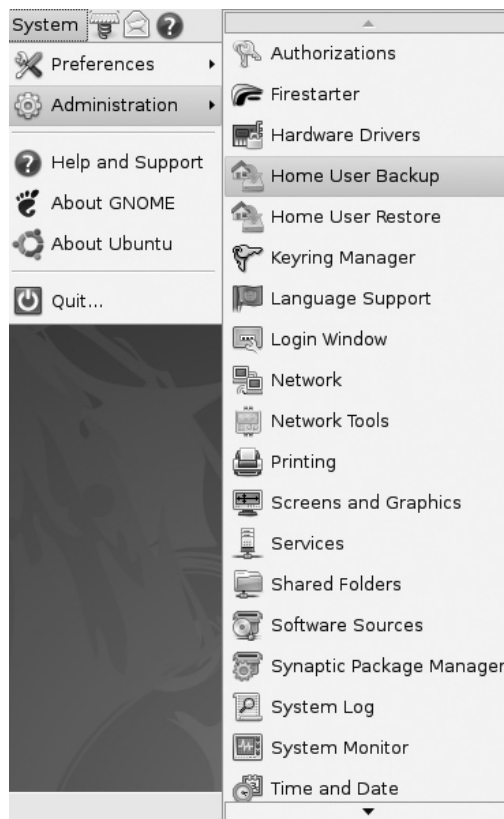 System
Preferences
Administration
Help and Support
About GNOME
About Ubuntu
Quit...
Authorizations
Firestarter
Hardware Drivers
Home User Backup
Home User Restore
Keyring Manager
Language Support
Login Window
Network
Network Tools
Printing
Screens and Graphics
Services
Shared Folders
Software Sources
Synaptic Package Manager
System Log
System Monitor
Time and Date